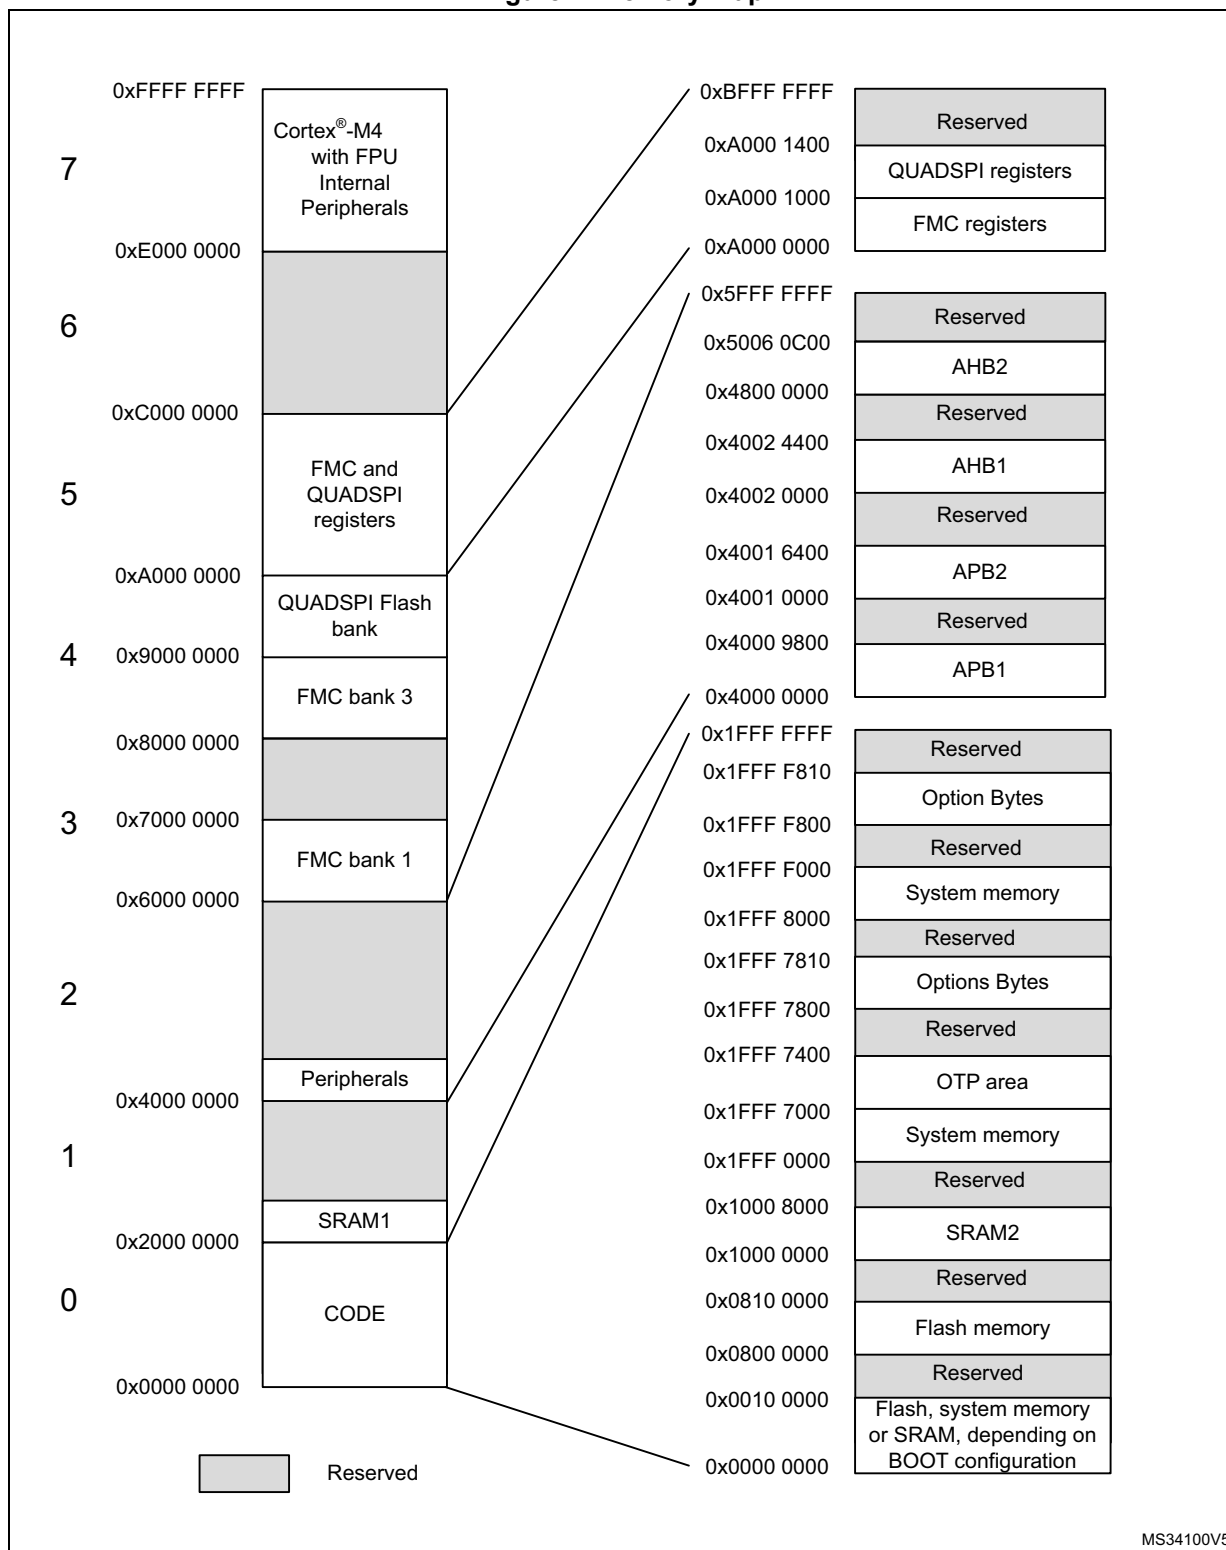 0xFFFF FFFF
7
Cortex®-M4
with FPU
Internal
Peripherals
0xE000 0000
6
0xC000 0000
5
FMC and
QUADSPI
registers
0xA000 0000
QUADSPI Flash
bank
4
0x9000 0000
FMC bank 3
0x8000 0000
3
0x7000 0000
FMC bank 1
0x6000 0000
2
Peripherals
0x4000 0000
1
SRAM1
0x2000 0000
0
CODE
0x0000 0000
Reserved
0xBFFF FFFF
Reserved
0xA000 1400
QUADSPI registers
0xA000 1000
FMC registers
0xA000 0000
0x5FFF FFFF
Reserved
0x5006 0C00
AHB2
0x4800 0000
Reserved
0x4002 4400
AHB1
0x4002 0000
Reserved
0x4001 6400
APB2
0x4001 0000
Reserved
0x4000 9800
APB1
0x4000 0000
0x1FFF FFFF
Reserved
0x1FFF F810
Option Bytes
0x1FFF F800
Reserved
0x1FFF F000
System memory
0x1FFF 8000
Reserved
0x1FFF 7810
Options Bytes
0x1FFF 7800
Reserved
0x1FFF 7400
OTP area
0x1FFF 7000
System memory
0x1FFF 0000
Reserved
0x1000 8000
SRAM2
0x1000 0000
Reserved
0x0810 0000
Flash memory
0x0800 0000
Reserved
0x0010 0000
Flash, system memory
or SRAM, depending on
BOOT configuration
0x0000 0000
MS34100V5